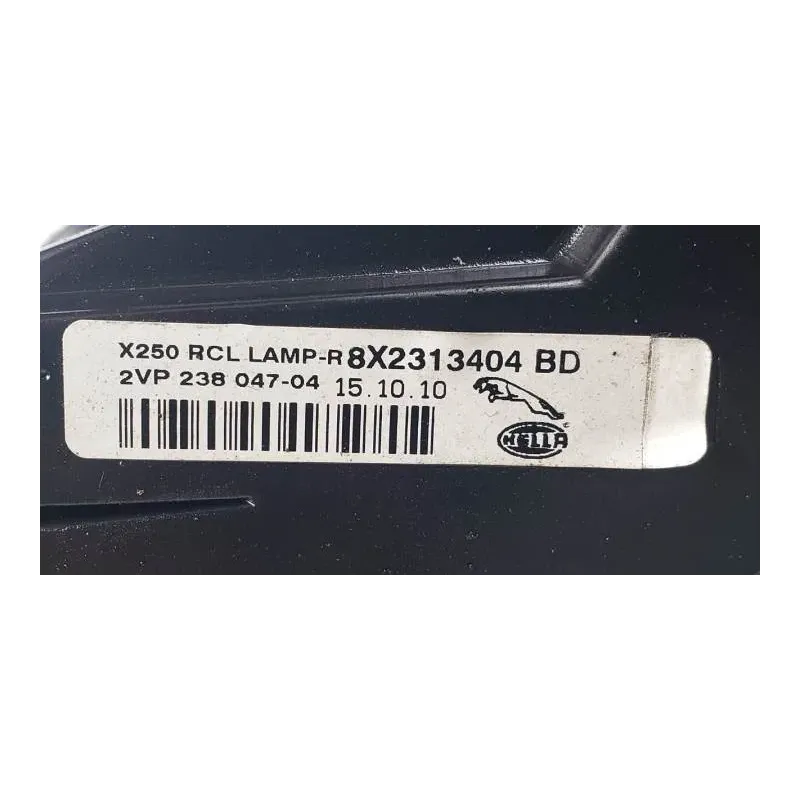 X250 RCL LAMP-R 8X2313404 BD
2VP 238 047-04 15.10.10
HELLA